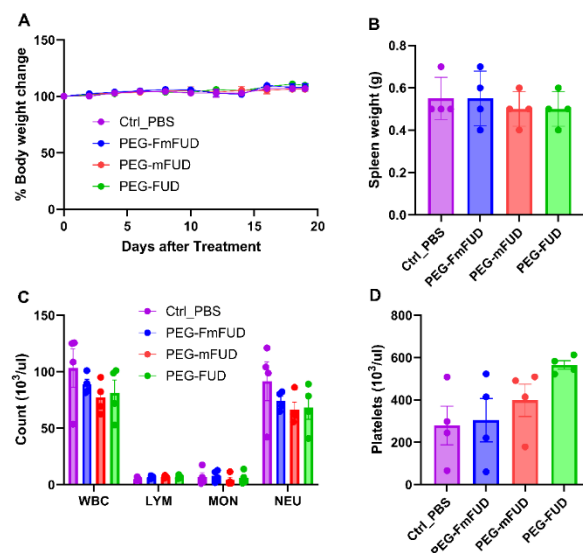 A
% Body weight change
150
100
50
0
Ctrl_PBS
PEG-FmFUD
PEG-mFUD
PEG-FUD
0 5 10 15 20
Days after Treatment
B
Spleen weight (g)
0.8
0.6
0.4
0.2
0.0
Ctrl_PBS
PEG-FmFUD
PEG-mFUD
PEG-FUD
C
Count (10³/ul)
150
100
50
0
Ctrl_PBS
PEG-FmFUD
PEG-mFUD
PEG-FUD
WBC LYM MON NEU
D
Platelets (10³/ul)
800
600
400
200
0
Ctrl_PBS
PEG-FmFUD
PEG-mFUD
PEG-FUD